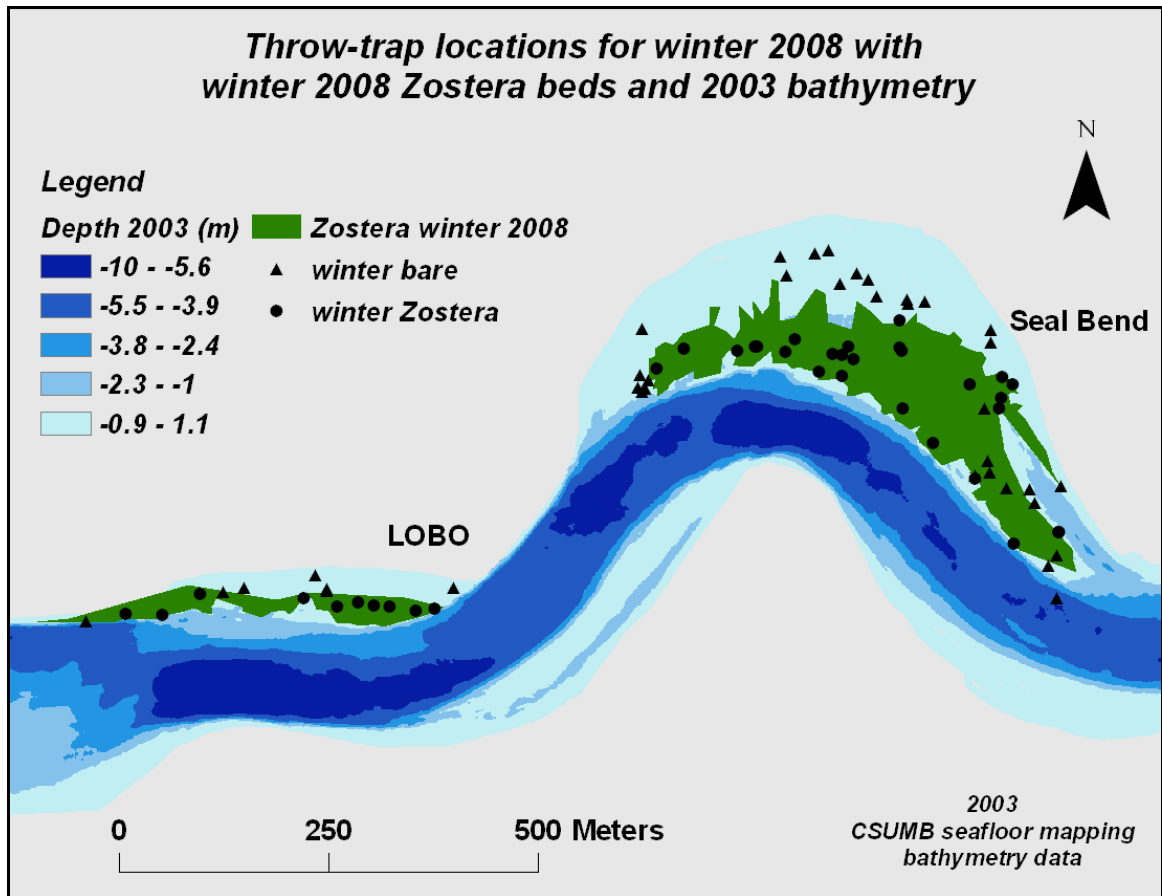 Throw-trap locations for winter 2008 with
winter 2008 Zostera beds and 2003 bathymetry
N
Legend
Depth 2003 (m)
-10 - -5.6
-5.5 - -3.9
-3.8 - -2.4
-2.3 - -1
-0.9 - 1.1
Zostera winter 2008
winter bare
winter Zostera
Seal Bend
LOBO
0 250 500 Meters
2003
CSUMB seafloor mapping
bathymetry data